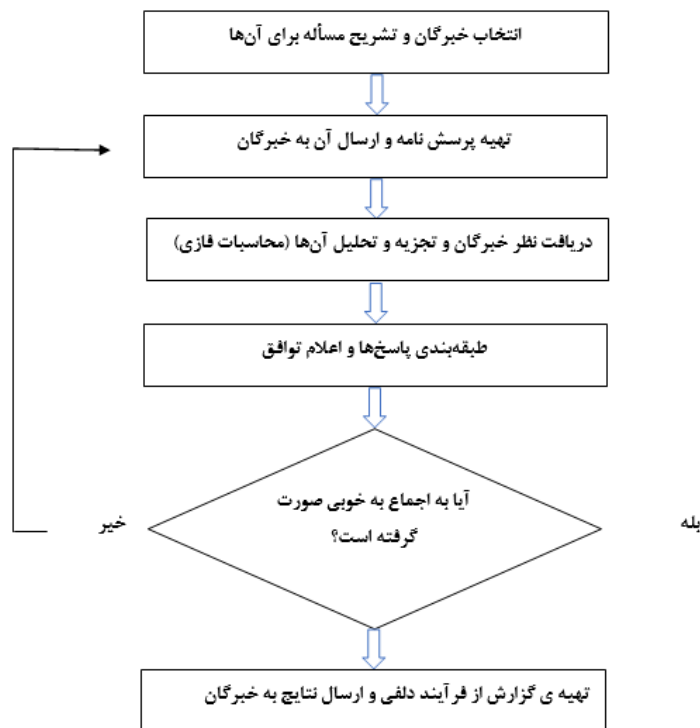 انتخاب خبرگان و تشریح مسأله برای آن‌ها
تهیه پرسش نامه و ارسال آن به خبرگان
دریافت نظر خبرگان و تجزیه و تحلیل آن‌ها (محاسبات فازی)
طبقه‌بندی پاسخ‌ها و اعلام توافق
آیا به اجماع به خوبی صورت
گرفته است؟
خیر
بله
تهیه ی گزارش از فرآیند دلفی و ارسال نتایج به خبرگان